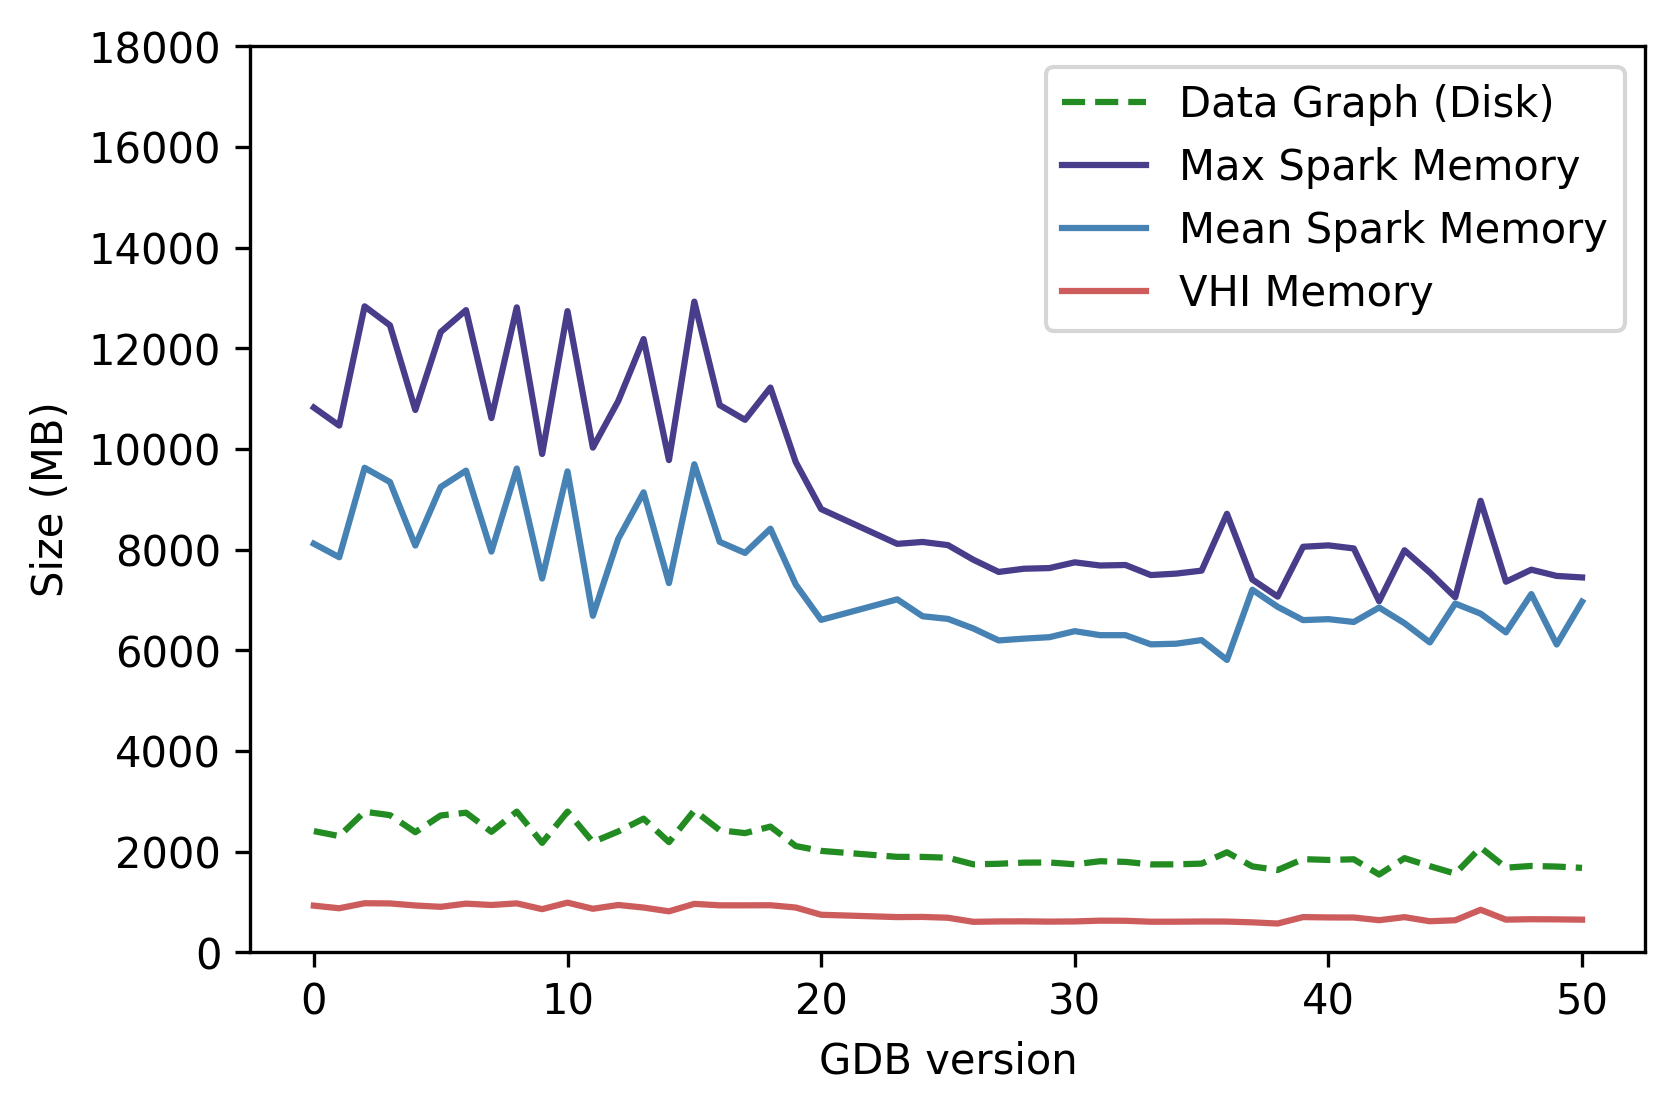 18000
16000
14000
12000
10000
8000
6000
4000
2000
0
Size (MB)
Data Graph (Disk)
Max Spark Memory
Mean Spark Memory
VHI Memory
0 10 20 30 40 50
GDB version